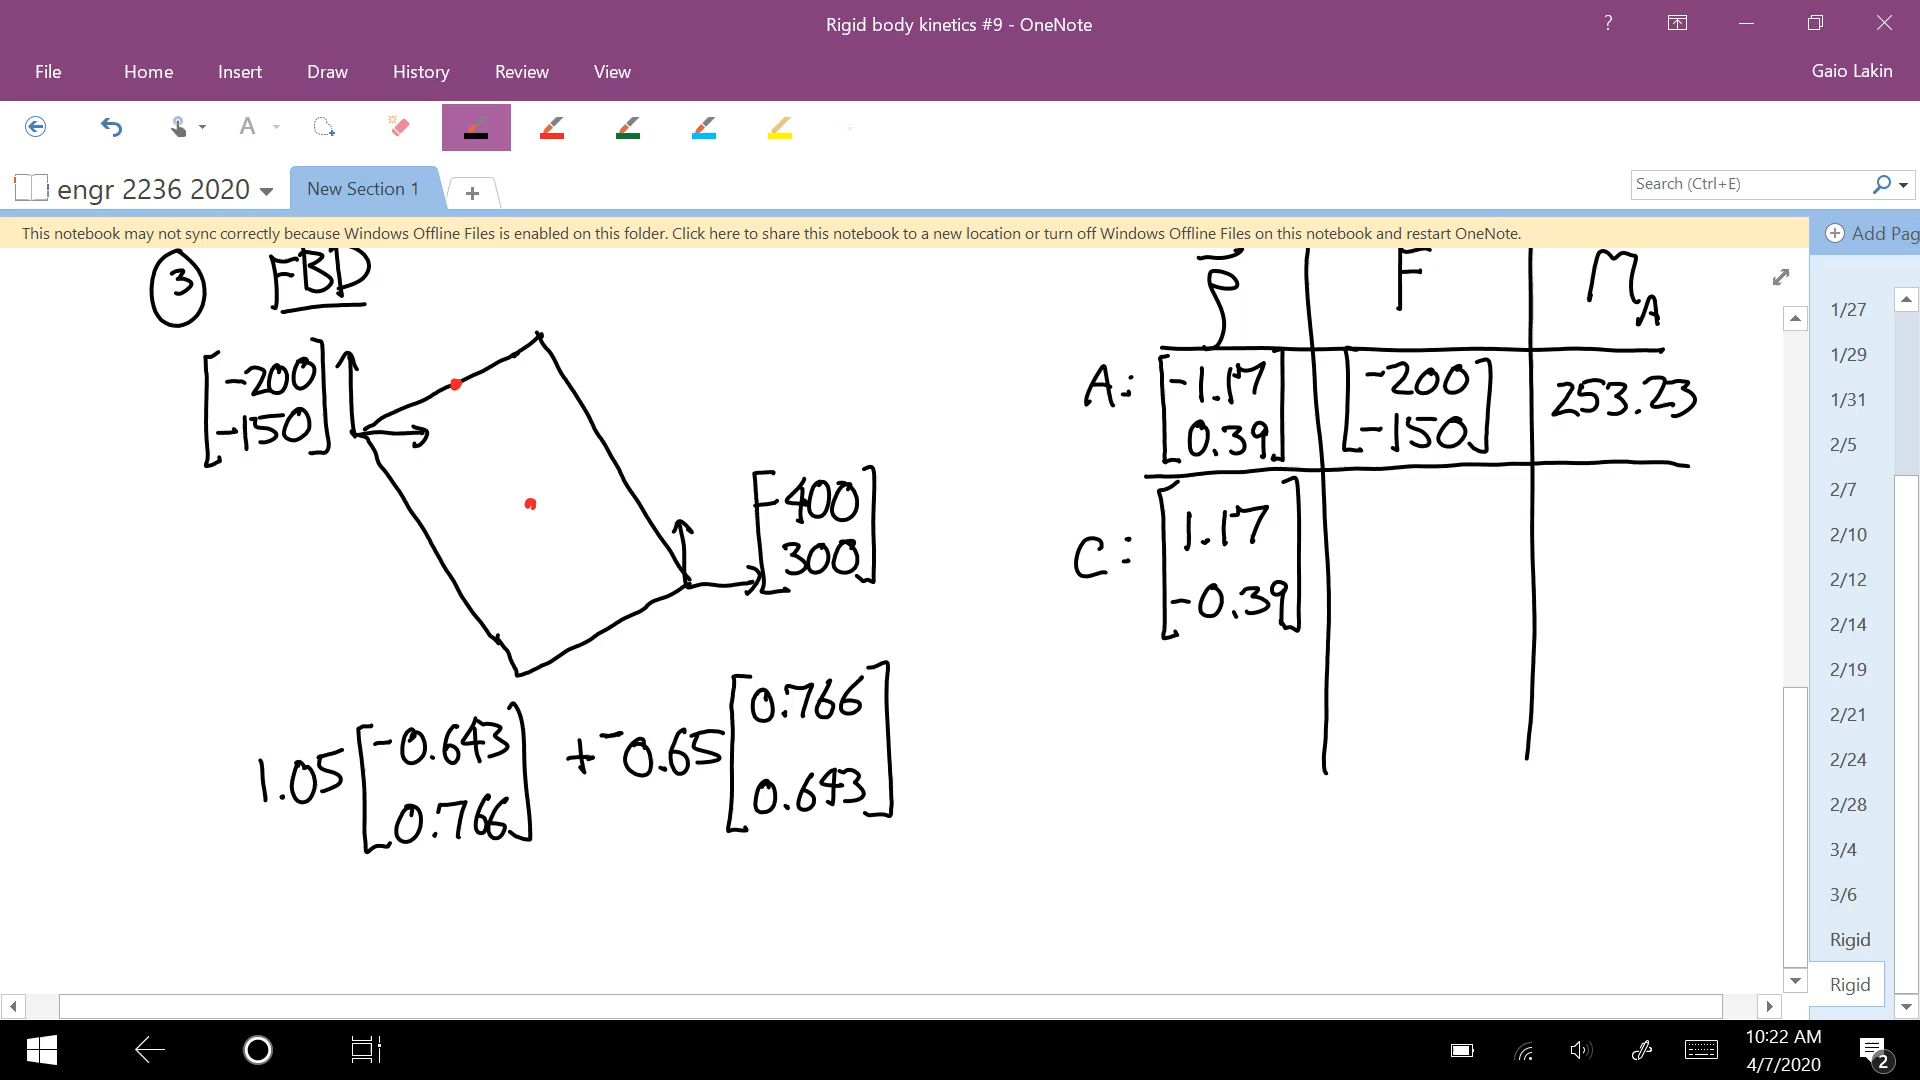 Rigid body kinetics #9 - OneNote
?
File Home Insert Draw History Review View
Gaio Lakin
A
engr 2236 2020
New Section 1
+
Search (Ctrl+E)
This notebook may not sync correctly because Windows Offline Files is enabled on this folder. Click here to share this notebook to a new location or turn off Windows Offline Files on this notebook and restart OneNote.
Add Pag
3 FBD
[-200
-150]
[-400
300]
1.05 [-0.643
0.766] + -0.65 [0.766
0.643]
ρ F M_A
A: [-1.17
0.39] [-200
-150] 253.23
C: [1.17
-0.39]
1/27
1/29
1/31
2/5
2/7
2/10
2/12
2/14
2/19
2/21
2/24
2/28
3/4
3/6
Rigid
Rigid
10:22 AM
4/7/2020
2